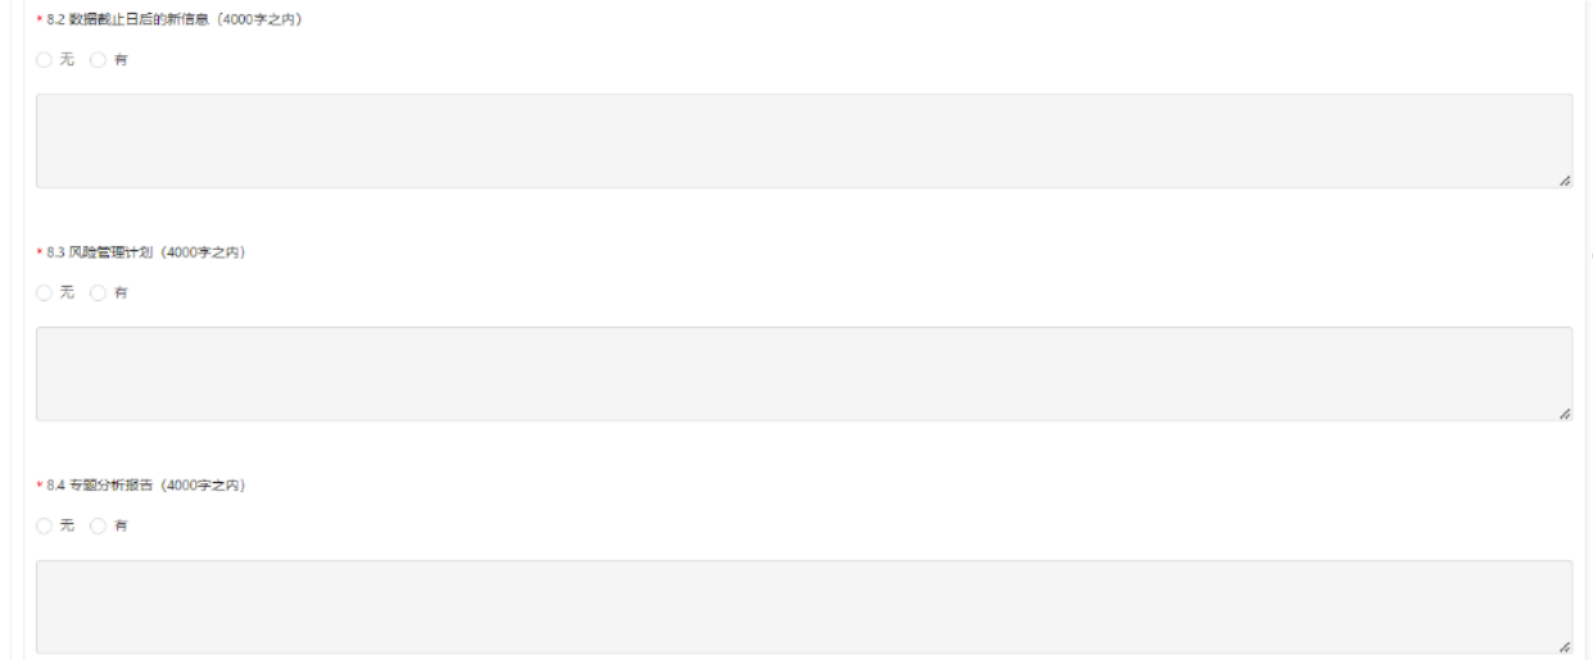 * 8.2 数据截止日后的新信息（4000字之内）
无 有
* 8.3 风险管理计划（4000字之内）
无 有
* 8.4 专题分析报告（4000字之内）
无 有